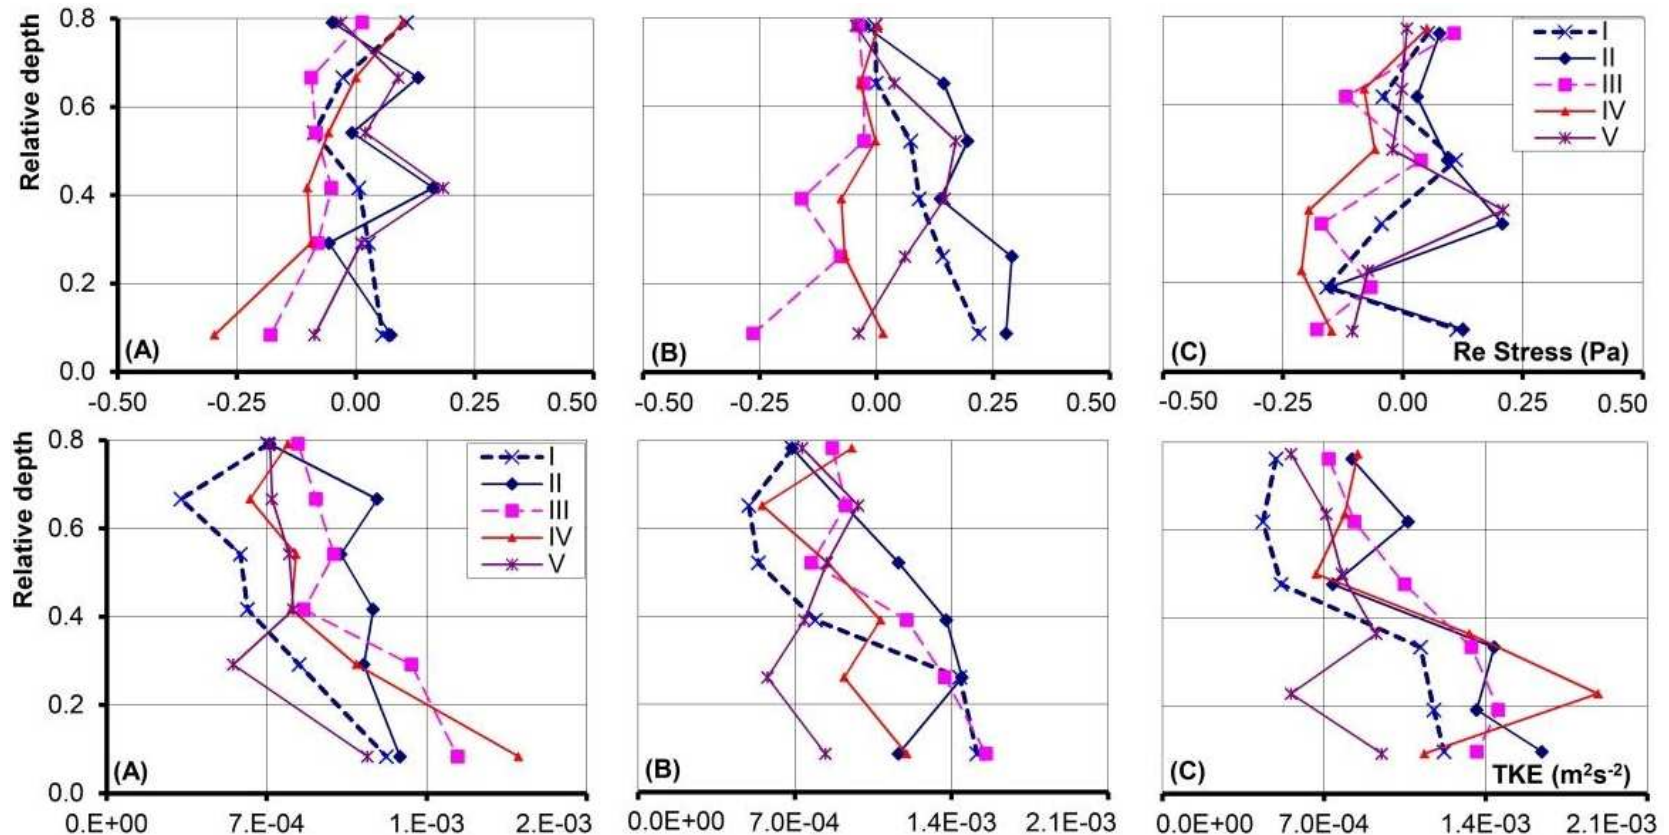 Relative depth
0.8
0.6
0.4
0.2
0.0
(A)
-0.50 -0.25 0.00 0.25 0.50
(B)
-0.50 -0.25 0.00 0.25 0.50
I
II
III
IV
V
(C) Re Stress (Pa)
-0.50 -0.25 0.00 0.25 0.50
Relative depth
0.8
0.6
0.4
0.2
0.0
I
II
III
IV
V
(A)
0.E+00 7.E-04 1.E-03 2.E-03
(B)
0.0E+00 7.0E-04 1.4E-03 2.1E-03
(C) TKE (m²s⁻²)
0.0E+00 7.0E-04 1.4E-03 2.1E-03